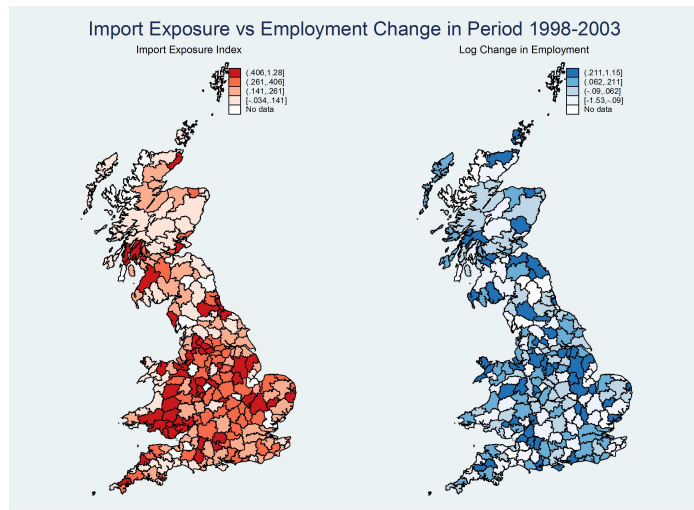 Import Exposure vs Employment Change in Period 1998-2003
Import Exposure Index
(.406,1.28]
(.261,.406]
(.141,.261]
[-.034,.141]
No data
Log Change in Employment
(.211,1.15]
(.062,.211]
(-.09,.062]
[-1.53,-.09]
No data